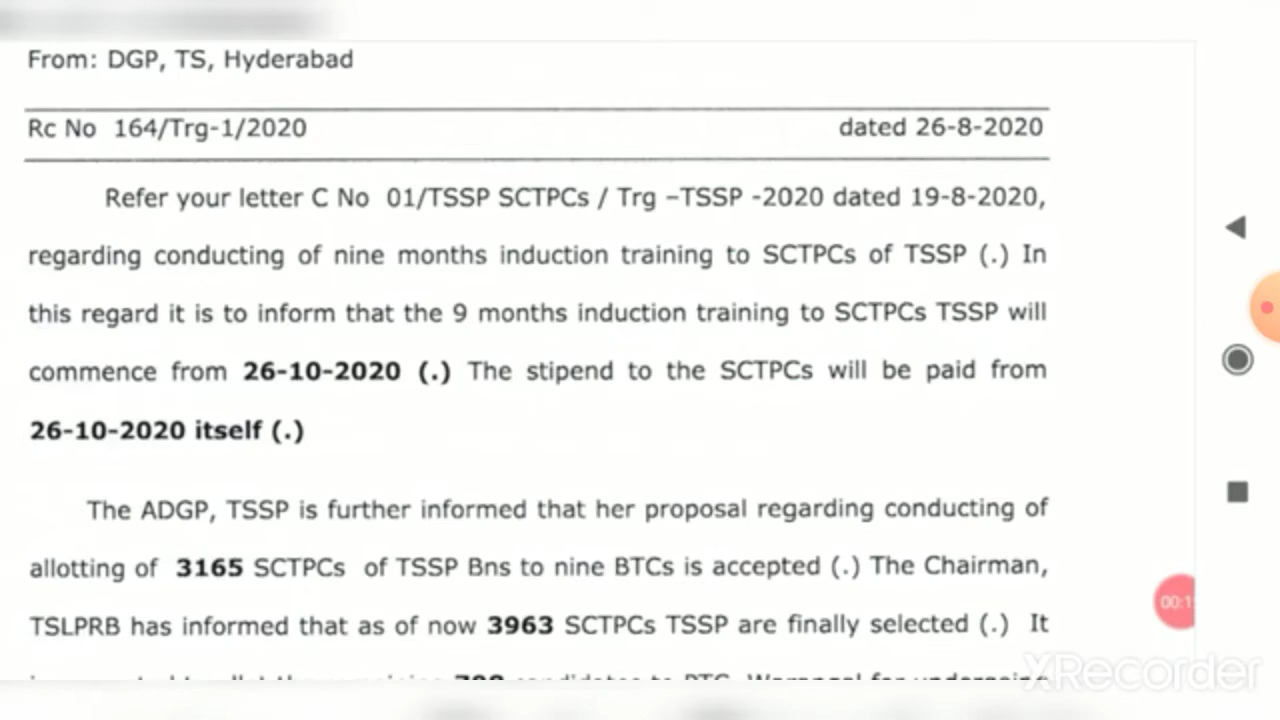 From: DGP, TS, Hyderabad
Rc No 164/Trg-1/2020 dated 26-8-2020
Refer your letter C No 01/TSSP SCTPCs / Trg –TSSP -2020 dated 19-8-2020,
regarding conducting of nine months induction training to SCTPCs of TSSP (.) In
this regard it is to inform that the 9 months induction training to SCTPCs TSSP will
commence from 26-10-2020 (.) The stipend to the SCTPCs will be paid from
26-10-2020 itself (.)
The ADGP, TSSP is further informed that her proposal regarding conducting of
allotting of 3165 SCTPCs of TSSP Bns to nine BTCs is accepted (.) The Chairman,
TSLPRB has informed that as of now 3963 SCTPCs TSSP are finally selected (.) It
XRecorder